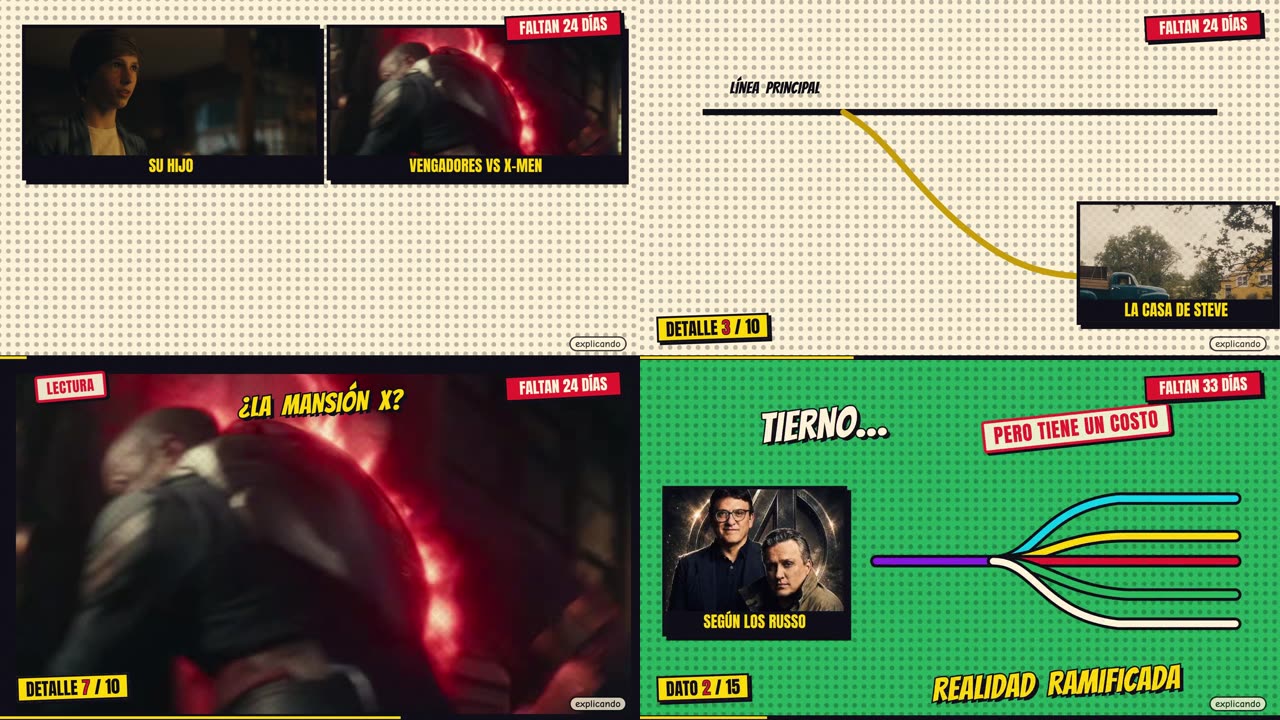 FALTAN 24 DÍAS
SU HIJO
VENGADORES VS X-MEN
explicando
FALTAN 24 DÍAS
LÍNEA PRINCIPAL
LA CASA DE STEVE
DETALLE 3 / 10
explicando
LECTURA
¿LA MANSIÓN X?
FALTAN 24 DÍAS
DETALLE 7 / 10
explicando
FALTAN 33 DÍAS
TIERNO...
PERO TIENE UN COSTO
SEGÚN LOS RUSSO
DATO 2 / 15
REALIDAD RAMIFICADA
explicando